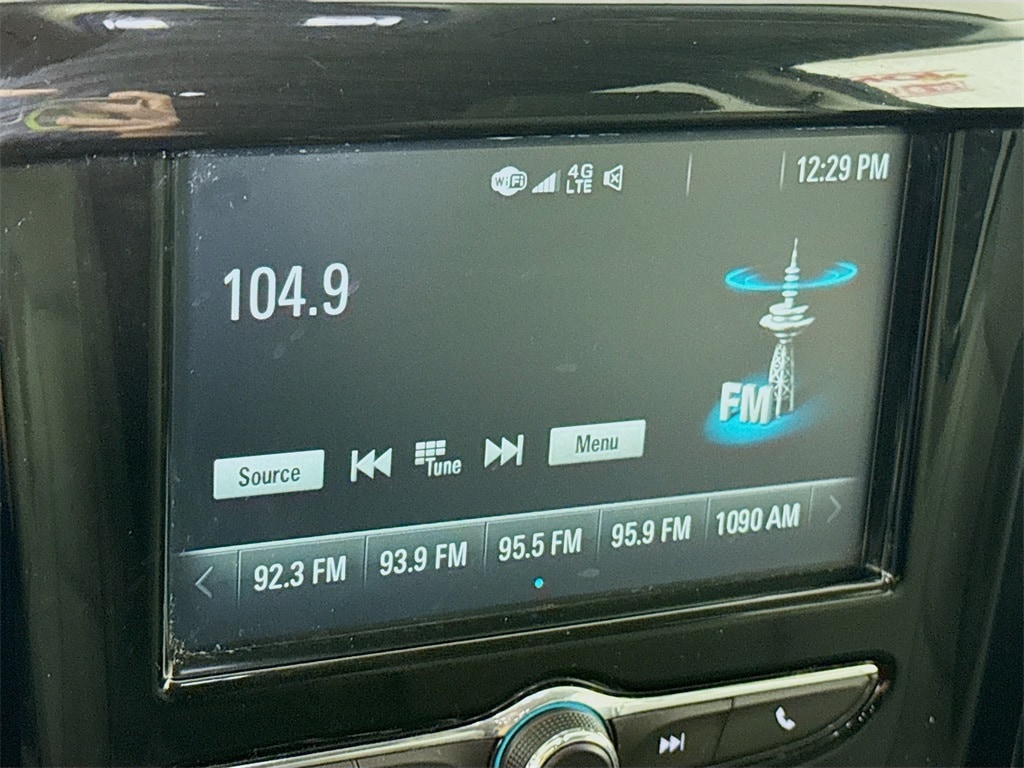 WiFi 4G LTE 12:29 PM
104.9
FM
Source Tune Menu
92.3 FM 93.9 FM 95.5 FM 95.9 FM 1090 AM